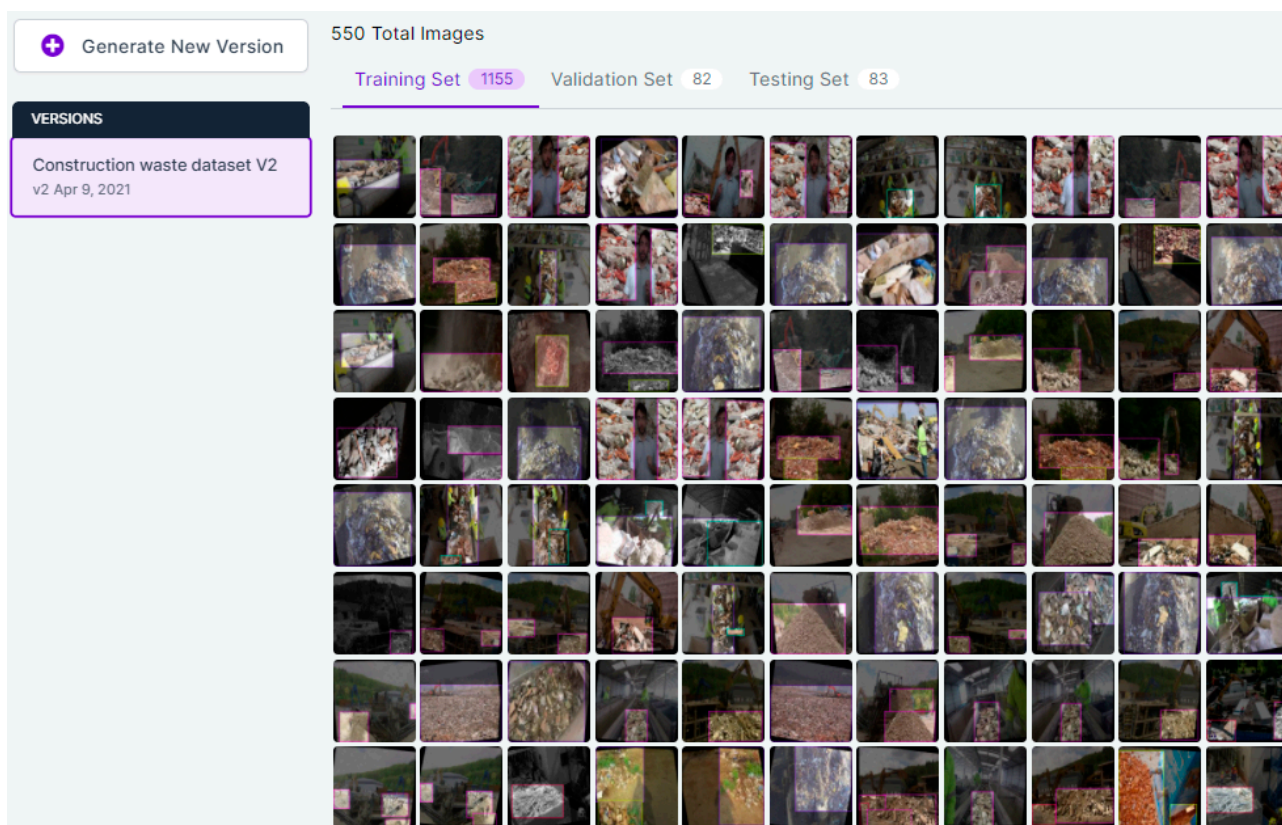 Generate New Version
550 Total Images
Training Set 1155 Validation Set 82 Testing Set 83
VERSIONS
Construction waste dataset V2
v2 Apr 9, 2021